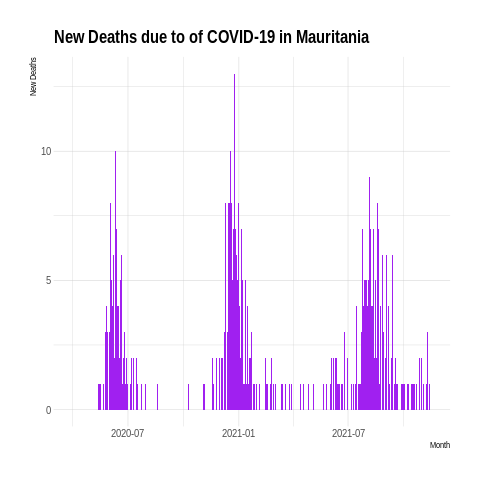 New Deaths due to of COVID-19 in Mauritania
New Deaths
10
5
0
2020-07
2021-01
2021-07
Month